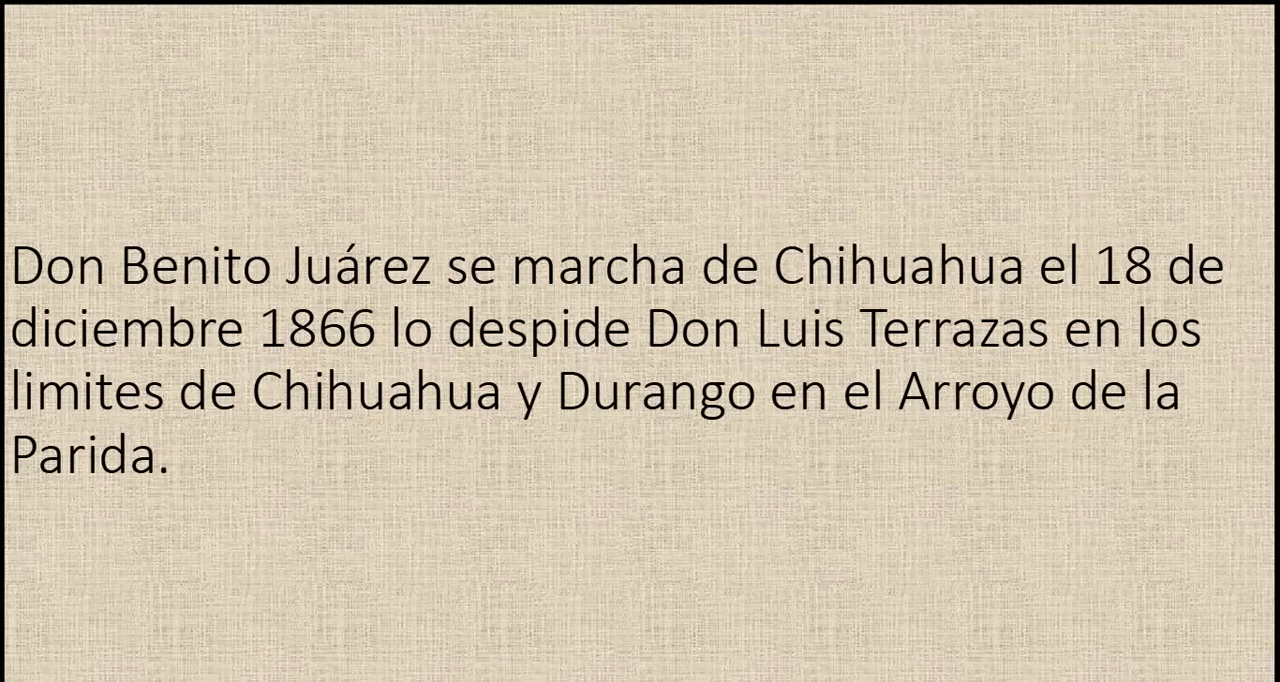 Don Benito Juárez se marcha de Chihuahua el 18 de
diciembre 1866 lo despide Don Luis Terrazas en los
limites de Chihuahua y Durango en el Arroyo de la
Parida.